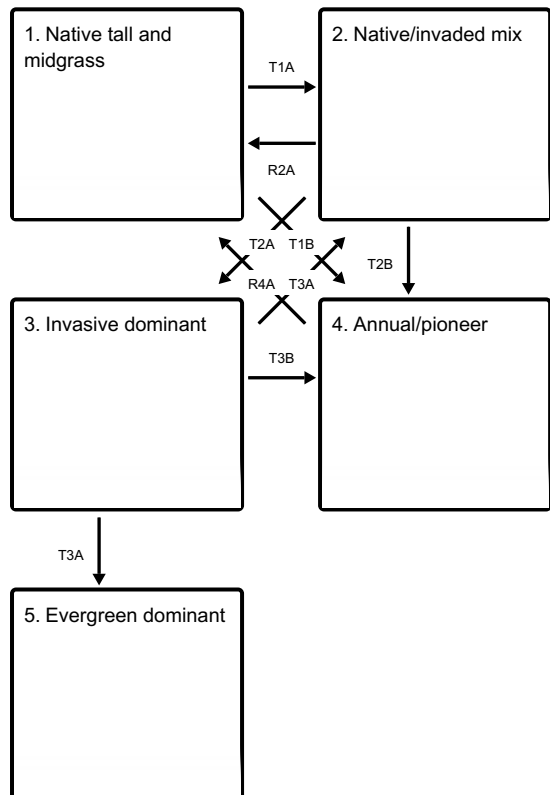 1. Native tall and
midgrass
2. Native/invaded mix
T1A
R2A
T2A T1B
R4A T3A
T2B
3. Invasive dominant
4. Annual/pioneer
T3B
T3A
5. Evergreen dominant